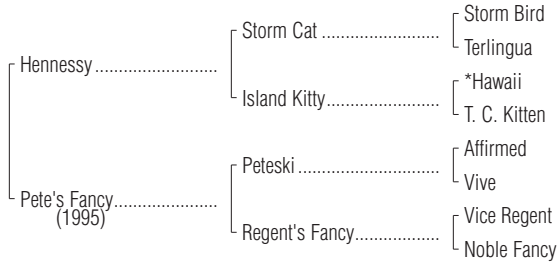 Storm Bird
Storm Cat ........................
Terlingua
Hennessy .........................
*Hawaii
Island Kitty.......................
T. C. Kitten
Affirmed
Peteski .............................
Vive
Pete's Fancy.....................
(1995)
Vice Regent
Regent's Fancy.................
Noble Fancy